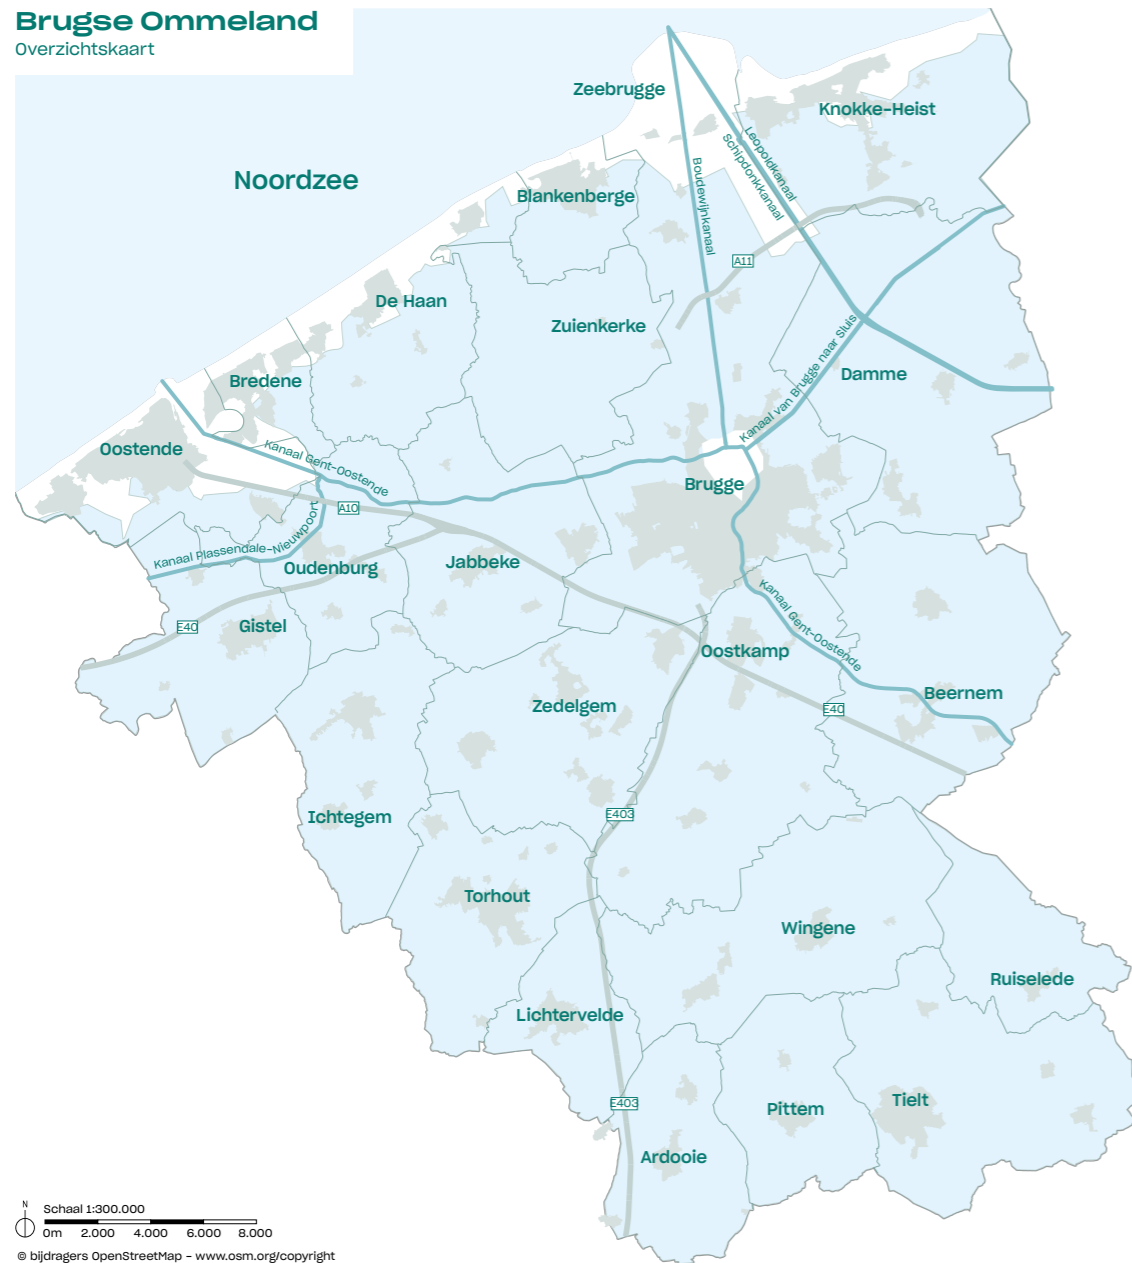 Brugse Ommeland
Overzichtskaart
Zeebrugge
Knokke-Heist
Leopoldkanaal
Schipdonkkanaal
Boudewijnkanaal
Noordzee
Blankenberge
A11
De Haan
Zuienkerke
Kanaal van Brugge naar Sluis
Damme
Bredene
Oostende
Kanaal Gent-Oostende
Brugge
A10
Kanaal Plassendale-Nieuwpoort
Oudenburg
Jabbeke
Kanaal Gent-Oostende
E40
Gistel
Oostkamp
Beernem
Zedelgem
E40
Ichtegem
E403
Torhout
Wingene
Ruiselede
Lichtervelde
E403
Pittem
Tielt
Ardooie
N
Schaal 1:300.000
0m 2.000 4.000 6.000 8.000
© bijdragers OpenStreetMap - www.osm.org/copyright